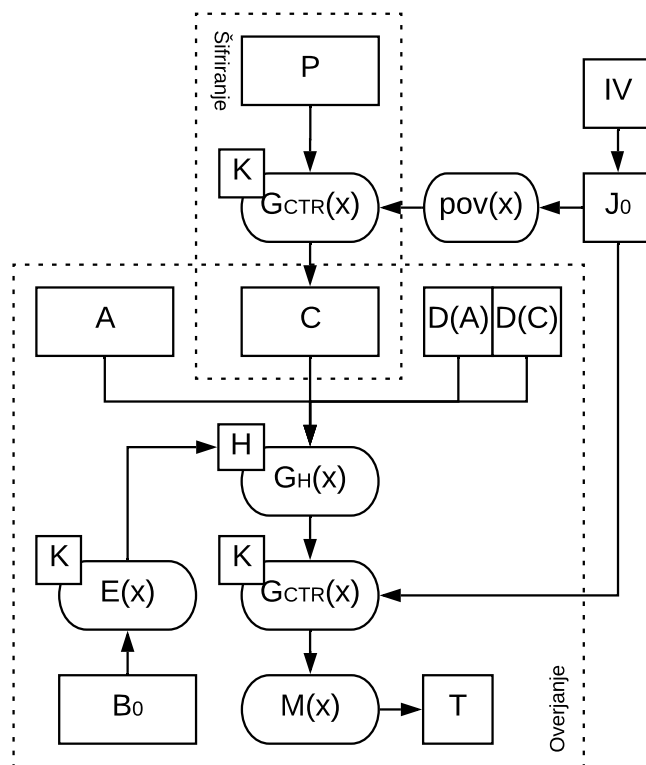 Šifriranje
P
IV
K
GCTR(x)
pov(x)
J0
A
C
D(A)
D(C)
H
GH(x)
K
E(x)
K
GCTR(x)
B0
M(x)
T
Overjanje